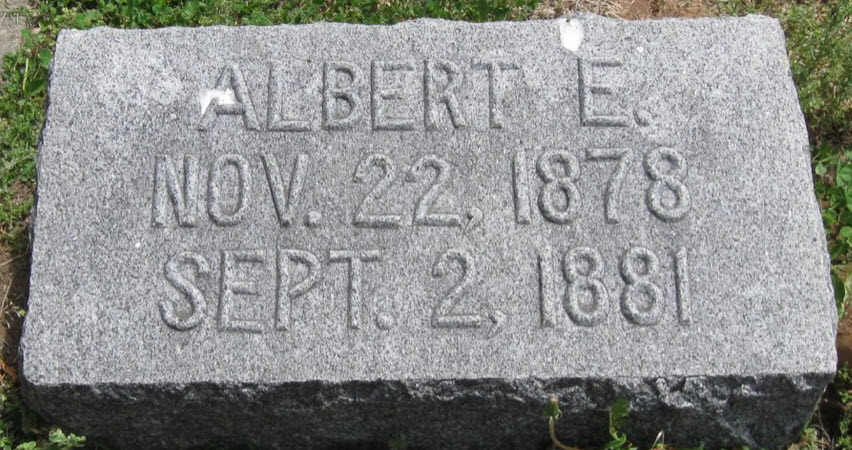 ALBERT E.
NOV. 22, 1878
SEPT. 2, 1881